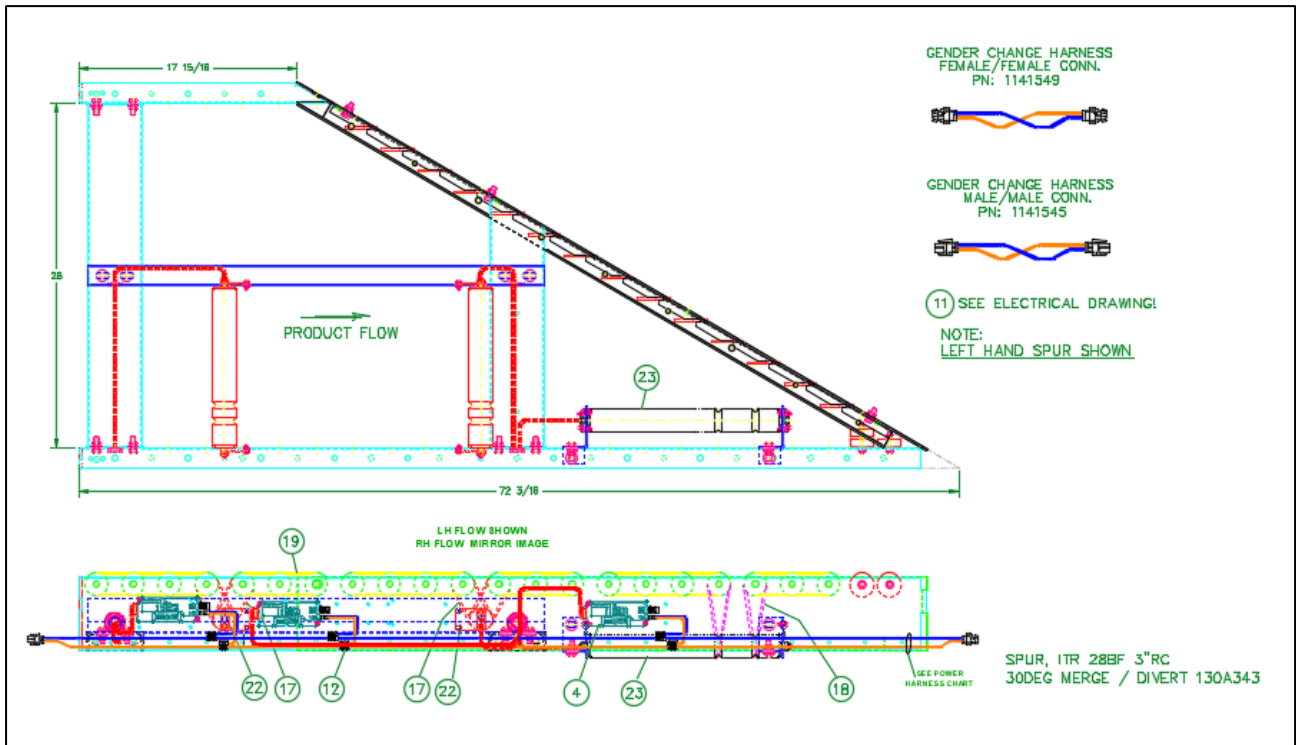 17 15/16
GENDER CHANGE HARNESS
FEMALE/FEMALE CONN.
PN: 1141549
GENDER CHANGE HARNESS
MALE/MALE CONN.
PN: 1141545
28
PRODUCT FLOW
11 SEE ELECTRICAL DRAWING!
NOTE:
LEFT HAND SPUR SHOWN
23
72 3/16
LH FLOW SHOWN
RH FLOW MIRROR IMAGE
19
22
17
12
17
22
4
23
18
SEE POWER
HARNESS CHART
SPUR, ITR 28BF 3"RC
30DEG MERGE / DIVERT 130A343